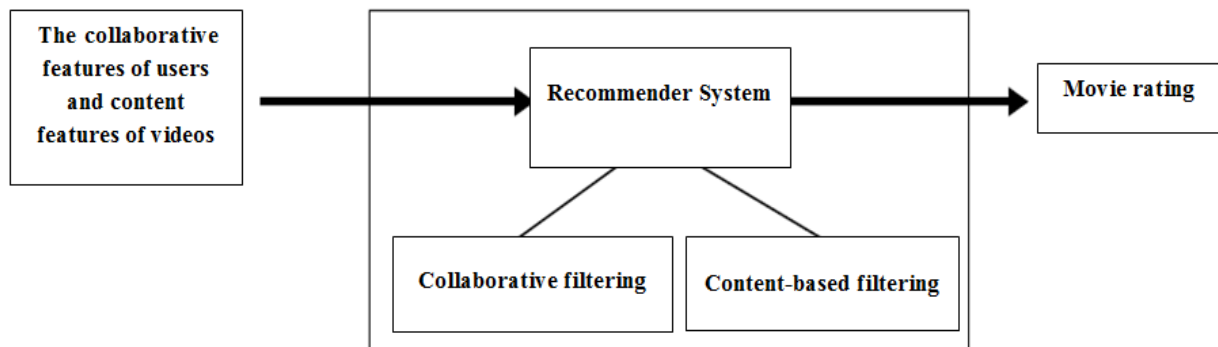 The collaborative
features of users
and content
features of videos
Recommender System
Movie rating
Collaborative filtering
Content-based filtering